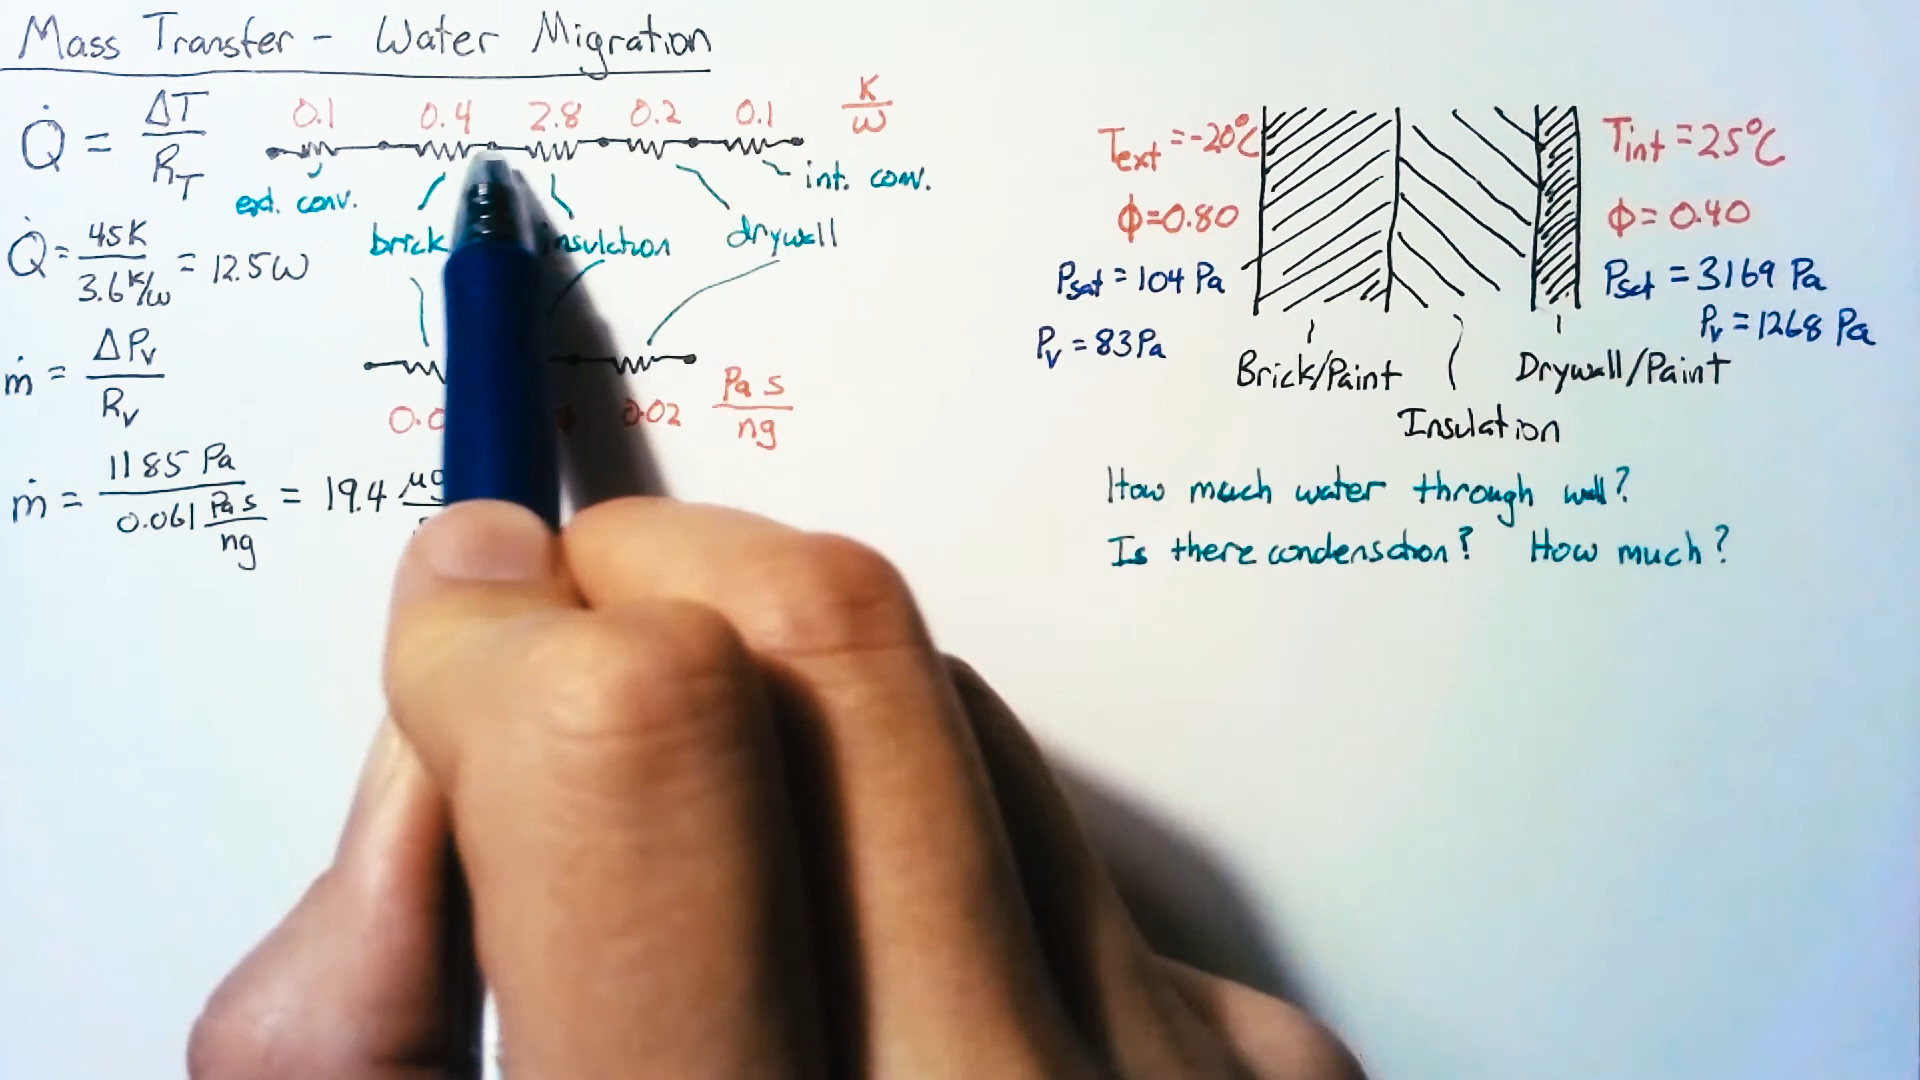 Mass Transfer - Water Migration
Q̇ = ΔT / R_T
0.1 0.4 2.8 0.2 0.1 K/W
ext. conv.
brick
insulation
drywall
int. conv.
Q̇ = 45K / 3.6 K/W = 12.5W
ṁ = ΔP_v / R_v
0.02 Pa s / ng
ṁ = 1185 Pa / 0.061 Pa s / ng = 19.4 μg
T_ext = -20°C
ϕ=0.80
P_sat = 104 Pa
P_v = 83 Pa
T_int = 25°C
ϕ = 0.40
P_sat = 3169 Pa
P_v = 1268 Pa
Brick/Paint
Insulation
Drywall/Paint
How much water through wall?
Is there condensation? How much?